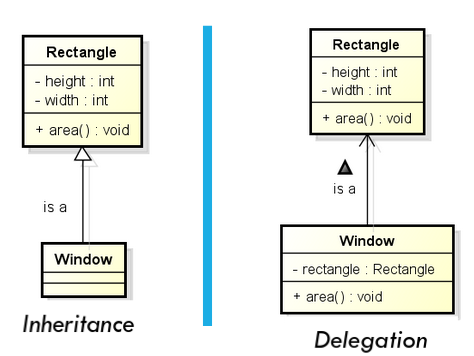 Rectangle
- height : int
- width : int
+ area() : void
is a
Window
Inheritance
Rectangle
- height : int
- width : int
+ area() : void
is a
Window
- rectangle : Rectangle
+ area() : void
Delegation